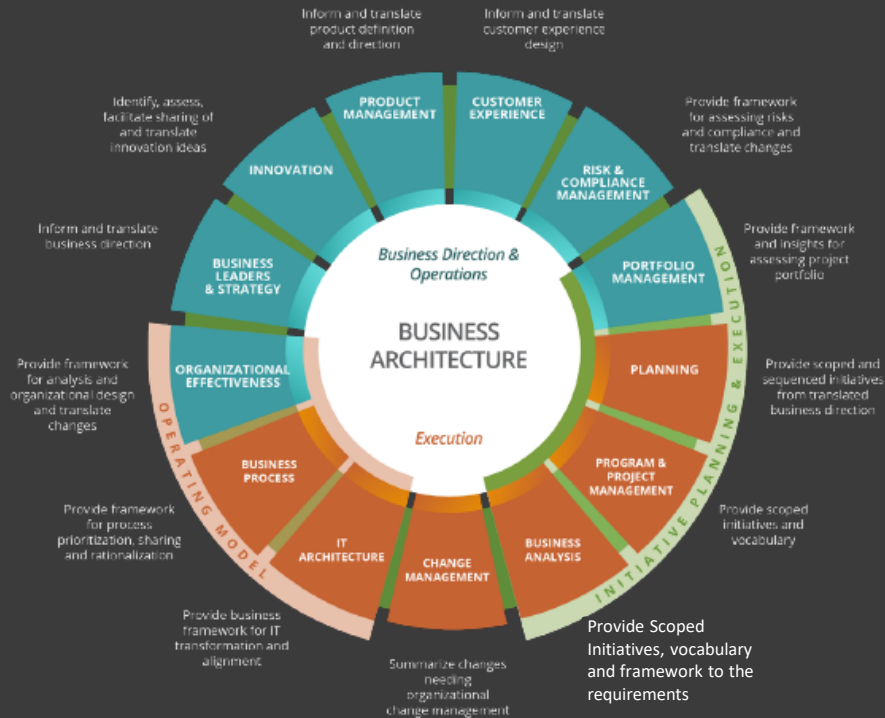 Inform and translate
product definition
and direction
Inform and translate
customer experience
design
Identify, assess,
facilitate sharing of
and translate
innovation ideas
Provide framework
for assessing risks
and compliance and
translate changes
Inform and translate
business direction
Provide framework
and insights for
assessing project
portfolio
Provide framework
for analysis and
organizational design
and translate
changes
Provide scoped and
sequenced initiatives
from translated
business direction
Provide framework
for process
prioritization, sharing
and rationalization
Provide scoped
initiatives and
vocabulary
Provide business
framework for IT
transformation and
alignment
Summarize changes
needing
organizational
change management
Provide Scoped
Initiatives, vocabulary
and framework to the
requirements
PRODUCT
MANAGEMENT
CUSTOMER
EXPERIENCE
INNOVATION
RISK &
COMPLIANCE
MANAGEMENT
BUSINESS
LEADERS
& STRATEGY
PORTFOLIO
MANAGEMENT
ORGANIZATIONAL
EFFECTIVENESS
PLANNING
BUSINESS
PROCESS
PROGRAM &
PROJECT
MANAGEMENT
IT
ARCHITECTURE
CHANGE
MANAGEMENT
BUSINESS
ANALYSIS
Business Direction &
Operations
BUSINESS
ARCHITECTURE
Execution
OPERATING MODEL
INITIATIVE PLANNING & EXECUTION